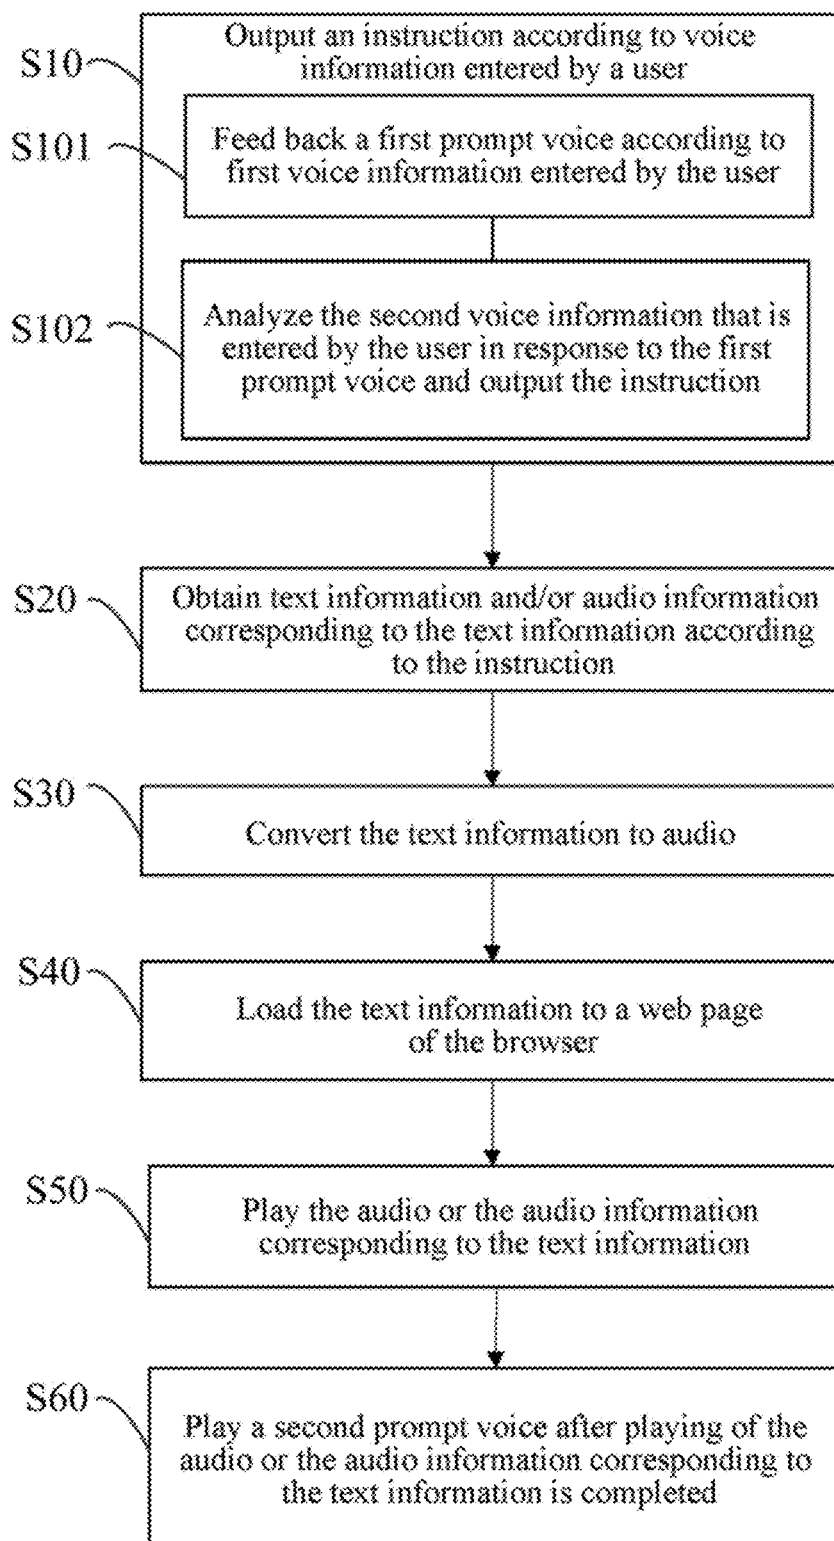 S10
Output an instruction according to voice
information entered by a user
S101
Feed back a first prompt voice according to
first voice information entered by the user
S102
Analyze the second voice information that is
entered by the user in response to the first
prompt voice and output the instruction
S20
Obtain text information and/or audio information
corresponding to the text information according
to the instruction
S30
Convert the text information to audio
S40
Load the text information to a web page
of the browser
S50
Play the audio or the audio information
corresponding to the text information
S60
Play a second prompt voice after playing of the
audio or the audio information corresponding to
the text information is completed